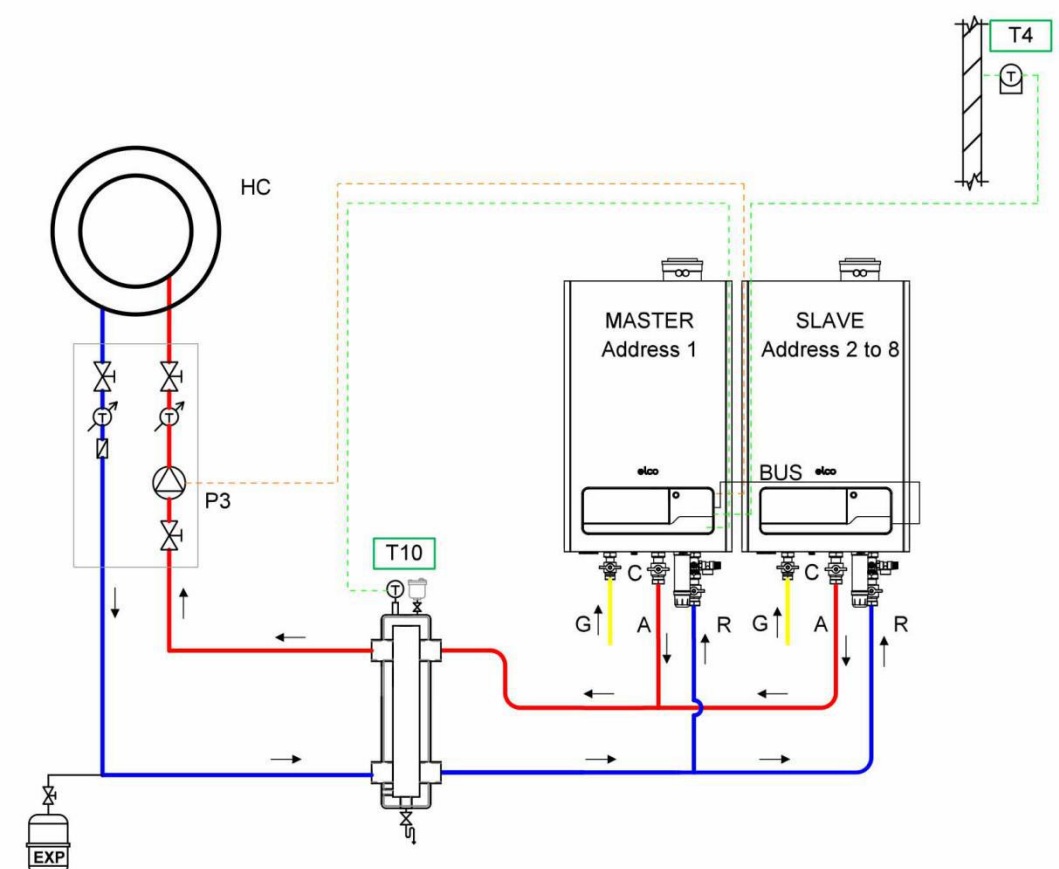 T4
HC
MASTER
Address 1
SLAVE
Address 2 to 8
T
T
T
elco
BUS
elco
P3
T10
T
C
C
G
A
R
G
A
R
EXP